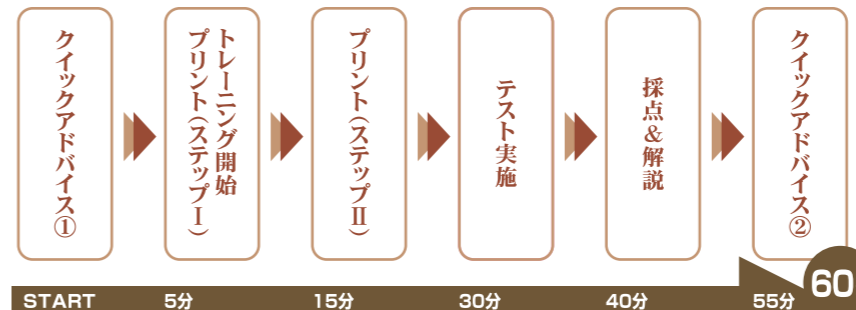 クイックアドバイス①
トレーニング開始
プリント(ステップⅠ)
プリント(ステップⅡ)
テスト実施
採点&解説
クイックアドバイス②
START
5分
15分
30分
40分
55分
60